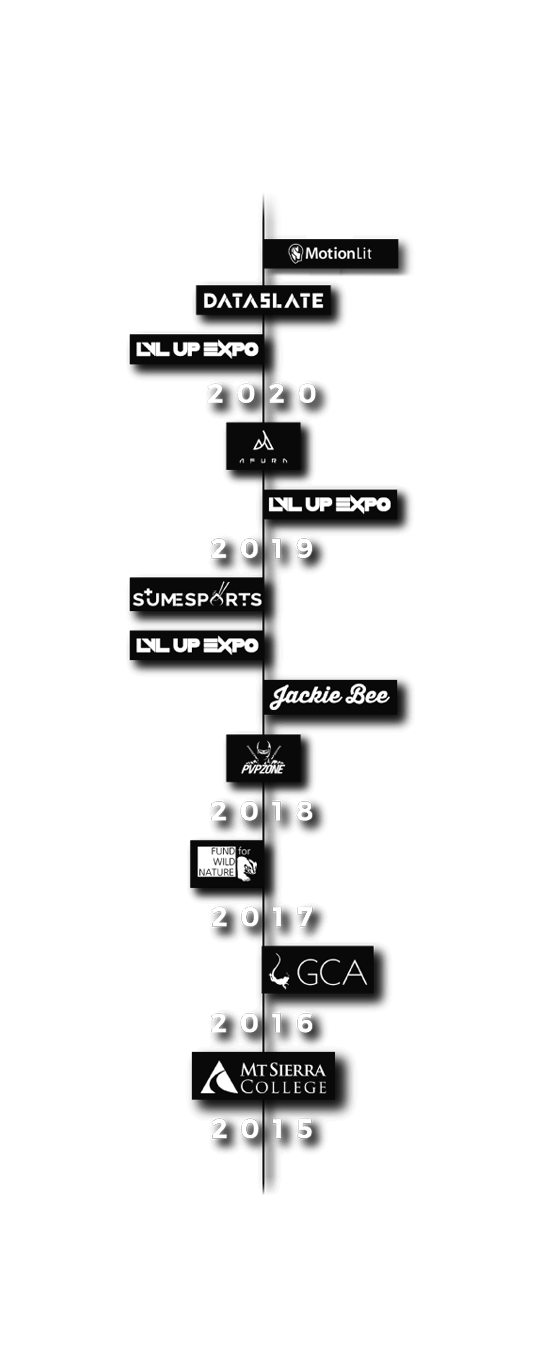 MotionLit
DATASLATE
LVL UP EXPO
2020
LVL UP EXPO
2019
SUMESPORTS
LVL UP EXPO
Jackie Bee
PVPZONE
2018
FUND for
WILD
NATURE
2017
GCA
2016
MT SIERRA
COLLEGE
2015